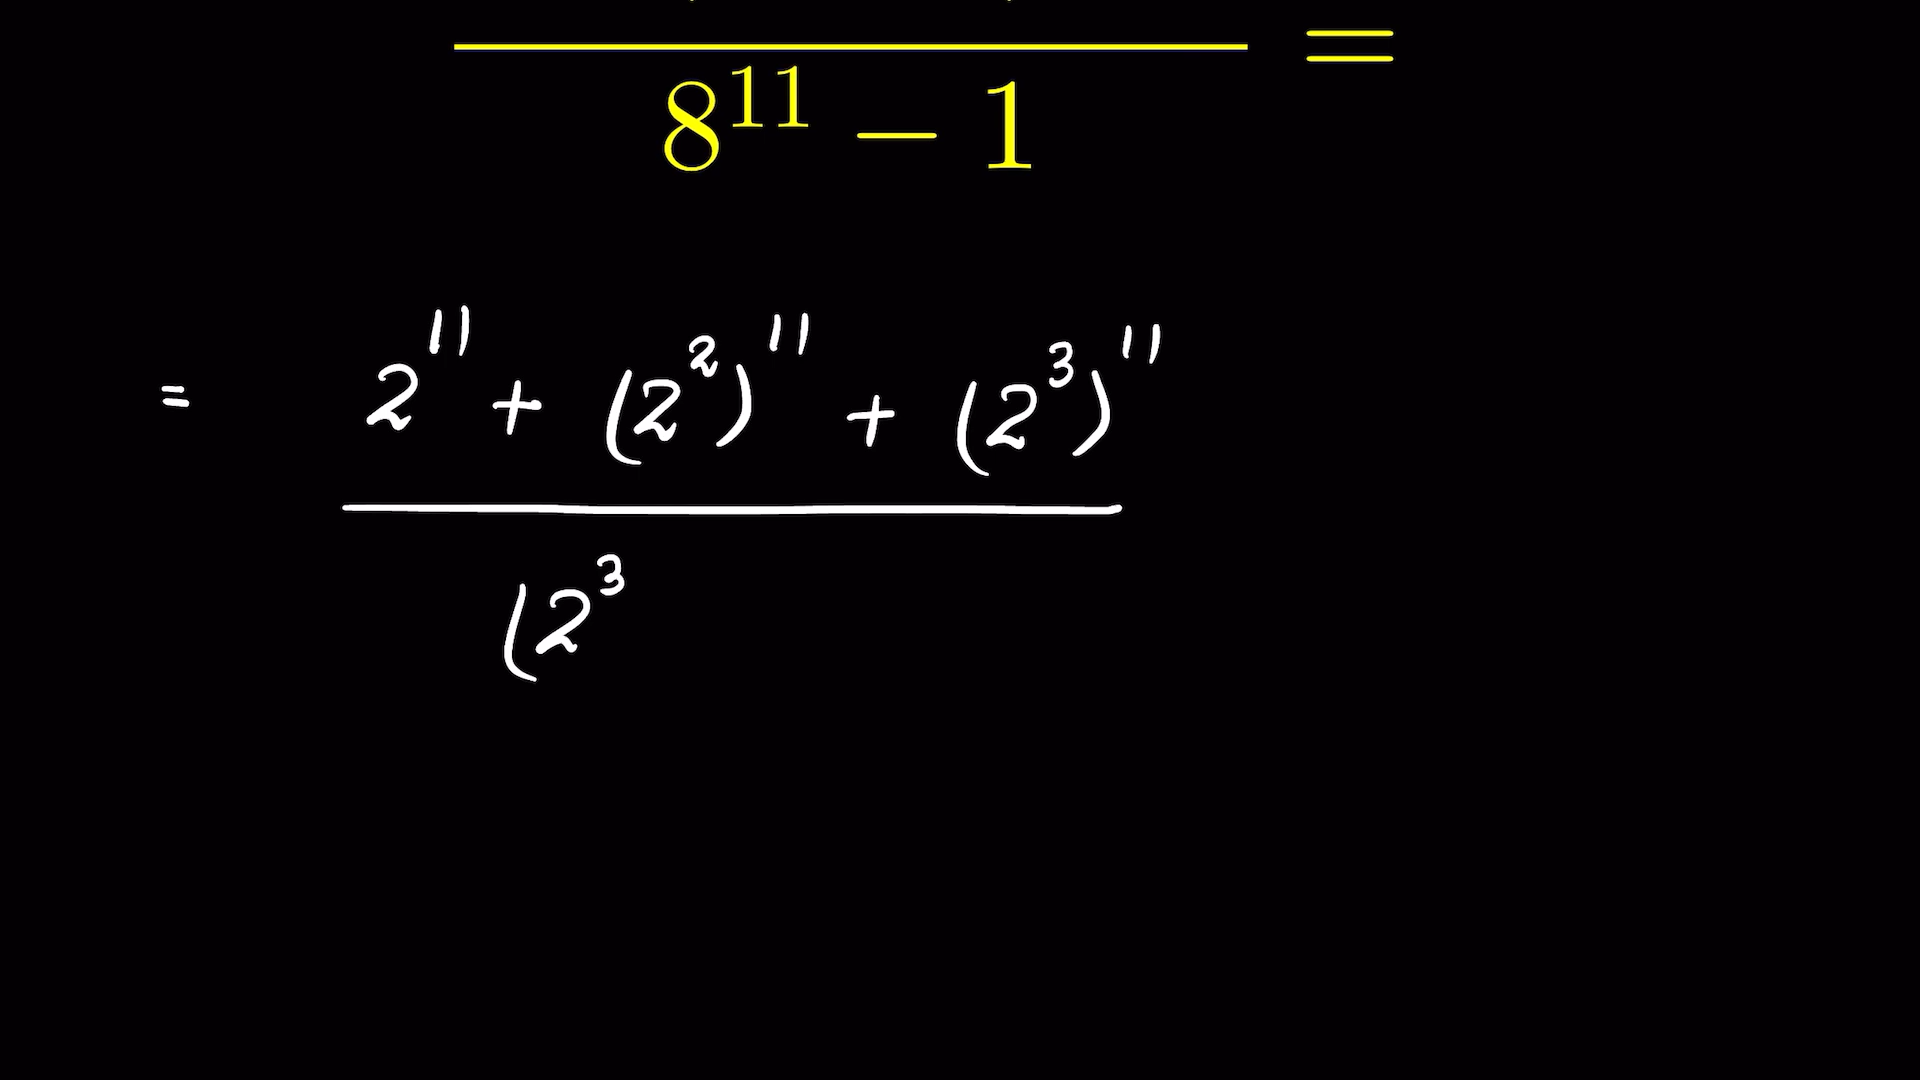 =
8^{11} - 1
= 2^{11} + (2^2)^{11} + (2^3)^{11}
(2^3